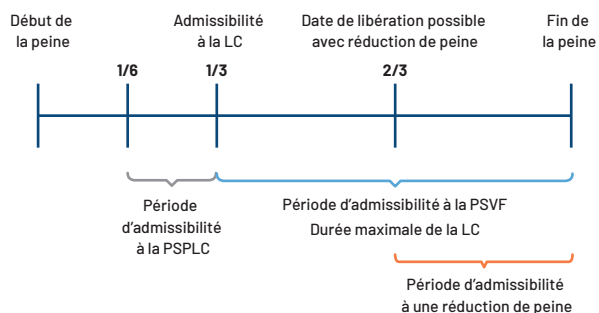 Début de
la peine
Admissibilité
à la LC
Date de libération possible
avec réduction de peine
Fin de
la peine
1/6
1/3
2/3
Période
d’admissibilité
à la PSPLC
Période d’admissibilité à la PSVF
Durée maximale de la LC
Période d’admissibilité
à une réduction de peine